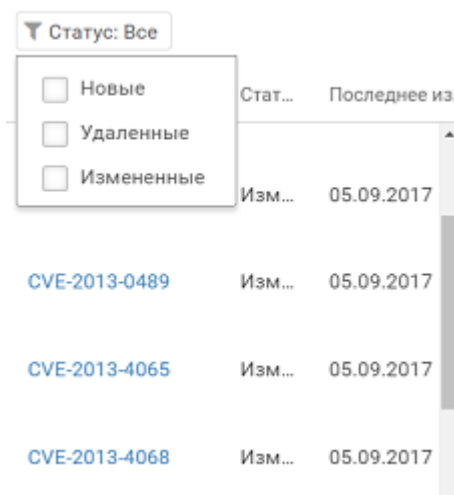 Статус: Все
Новые
Удаленные
Измененные
Стат... Последнее из.
Изм... 05.09.2017
CVE-2013-0489 Изм... 05.09.2017
CVE-2013-4065 Изм... 05.09.2017
CVE-2013-4068 Изм... 05.09.2017